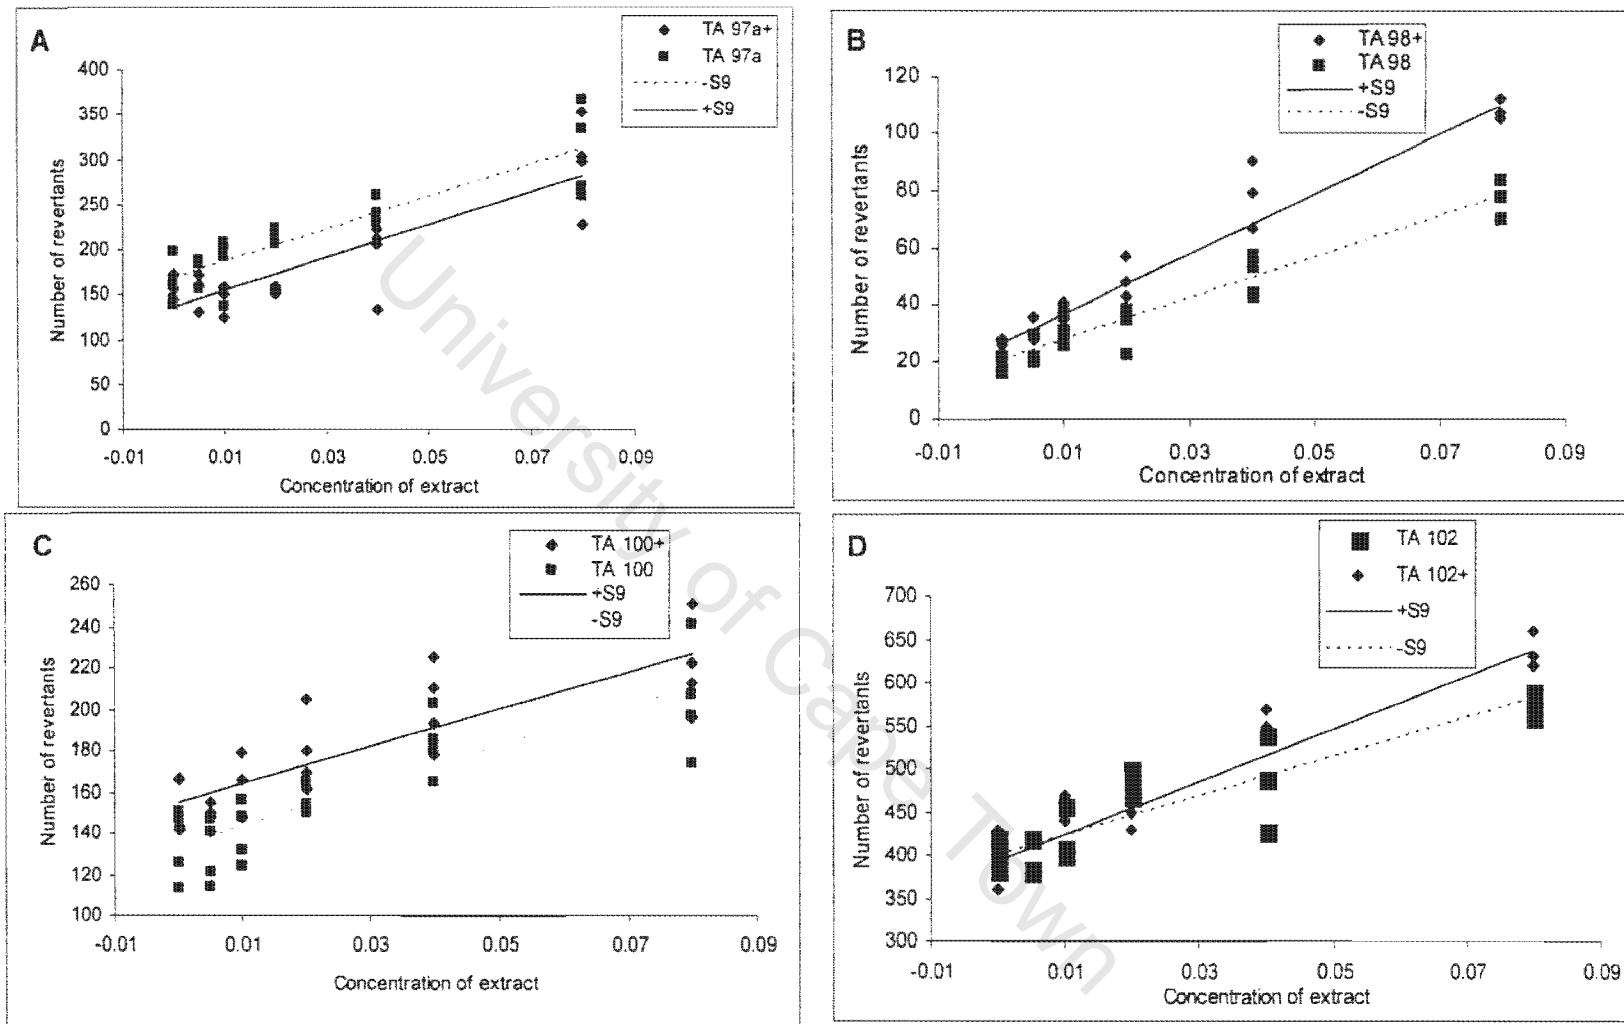 A
TA 97a+
TA 97a
-S9
+S9
400
350
300
250
200
150
100
50
0
Number of revertants
-0.01 0.01 0.03 0.05 0.07 0.09
Concentration of extract
B
TA 98+
TA 98
+S9
-S9
120
100
80
60
40
20
0
Number of revertants
-0.01 0.01 0.03 0.05 0.07 0.09
Concentration of extract
C
TA 100+
TA 100
+S9
-S9
260
240
220
200
180
160
140
120
100
Number of revertants
-0.01 0.01 0.03 0.05 0.07 0.09
Concentration of extract
D
TA 102
TA 102+
+S9
-S9
700
650
600
550
500
450
400
350
300
Number of revertants
-0.01 0.01 0.03 0.05 0.07 0.09
Concentration of extract
University of Cape Town